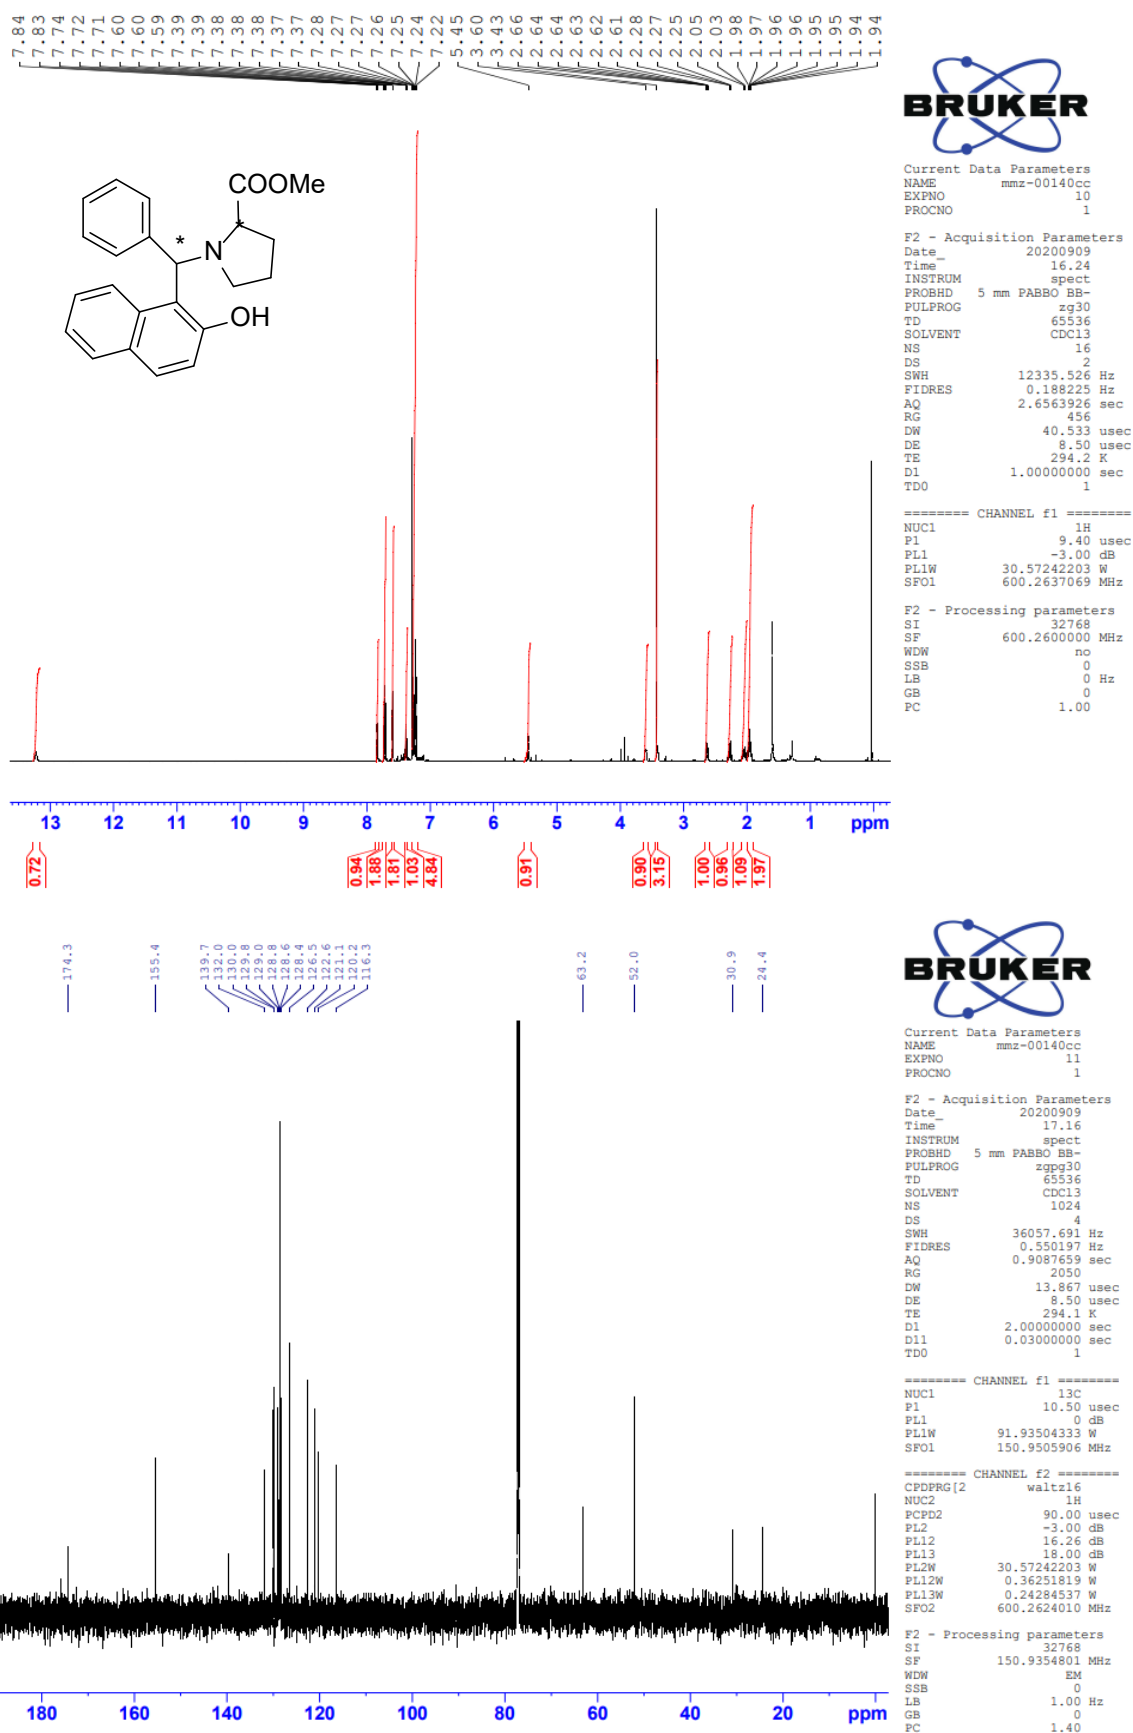 7.84
7.83
7.74
7.72
7.71
7.60
7.60
7.59
7.39
7.39
7.39
7.38
7.38
7.37
7.37
7.28
7.27
7.27
7.26
7.25
7.24
7.22
5.45
3.60
3.43
2.66
2.64
2.64
2.63
2.62
2.61
2.28
2.27
2.25
2.05
2.03
1.98
1.97
1.96
1.96
1.95
1.95
1.94
1.94
COOMe
*
*
N
OH
13 12 11 10 9 8 7 6 5 4 3 2 1 ppm
0.72
0.94
1.88
1.81
1.03
4.84
0.91
0.90
3.15
1.00
0.96
1.09
1.97
BRUKER
Current Data Parameters
NAME mmz-00140cc
EXPNO 10
PROCNO 1
F2 - Acquisition Parameters
Date_ 20200909
Time 16.24
INSTRUM spect
PROBHD 5 mm PABBO BB-
PULPROG zg30
TD 65536
SOLVENT CDCl3
NS 16
DS 2
SWH 12335.526 Hz
FIDRES 0.188225 Hz
AQ 2.6563926 sec
RG 456
DW 40.533 usec
DE 8.50 usec
TE 294.2 K
D1 1.00000000 sec
TD0 1
======== CHANNEL f1 ========
NUC1 1H
P1 9.40 usec
PL1 -3.00 dB
PL1W 30.57242203 W
SFO1 600.2637069 MHz
F2 - Processing parameters
SI 32768
SF 600.2600000 MHz
WDW no
SSB 0
LB 0 Hz
GB 0
PC 1.00
174.3
155.4
139.7
132.0
130.0
129.8
129.0
128.8
128.6
128.4
126.5
122.6
121.1
120.2
116.3
63.2
52.0
30.9
24.4
180 160 140 120 100 80 60 40 20 ppm
BRUKER
Current Data Parameters
NAME mmz-00140cc
EXPNO 11
PROCNO 1
F2 - Acquisition Parameters
Date_ 20200909
Time 17.16
INSTRUM spect
PROBHD 5 mm PABBO BB-
PULPROG zgpg30
TD 65536
SOLVENT CDCl3
NS 1024
DS 4
SWH 36057.691 Hz
FIDRES 0.550197 Hz
AQ 0.9087659 sec
RG 2050
DW 13.867 usec
DE 8.50 usec
TE 294.1 K
D1 2.00000000 sec
D11 0.03000000 sec
TD0 1
======== CHANNEL f1 ========
NUC1 13C
P1 10.50 usec
PL1 0 dB
PL1W 91.93504333 W
SFO1 150.9505906 MHz
======== CHANNEL f2 ========
CPDPRG[2 waltz16
NUC2 1H
PCPD2 90.00 usec
PL2 -3.00 dB
PL12 16.26 dB
PL13 18.00 dB
PL2W 30.57242203 W
PL12W 0.36251819 W
PL13W 0.24284537 W
SFO2 600.2624010 MHz
F2 - Processing parameters
SI 32768
SF 150.9354801 MHz
WDW EM
SSB 0
LB 1.00 Hz
GB 0
PC 1.40